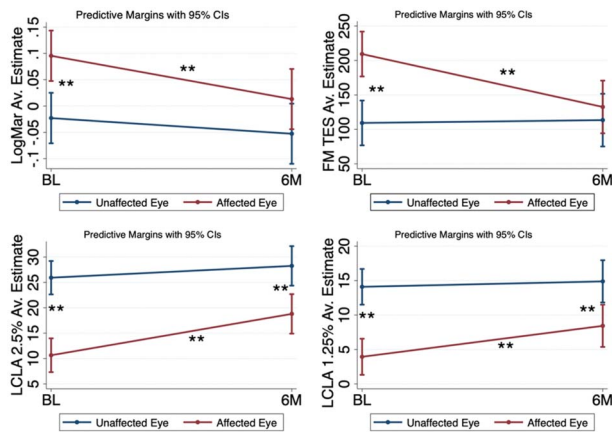 Predictive Margins with 95% CIs
LogMar Av. Estimate
.15
.1
.05
0
-.05
-.1
**
**
BL
6M
Unaffected Eye
Affected Eye
Predictive Margins with 95% CIs
FM TES Av. Estimate
250
200
150
100
50
**
**
BL
6M
Unaffected Eye
Affected Eye
Predictive Margins with 95% CIs
LCLA 2.5% Av. Estimate
30
25
20
15
10
5
**
**
**
BL
6M
Unaffected Eye
Affected Eye
Predictive Margins with 95% CIs
LCLA 1.25% Av. Estimate
20
15
10
5
0
**
**
**
BL
6M
Unaffected Eye
Affected Eye